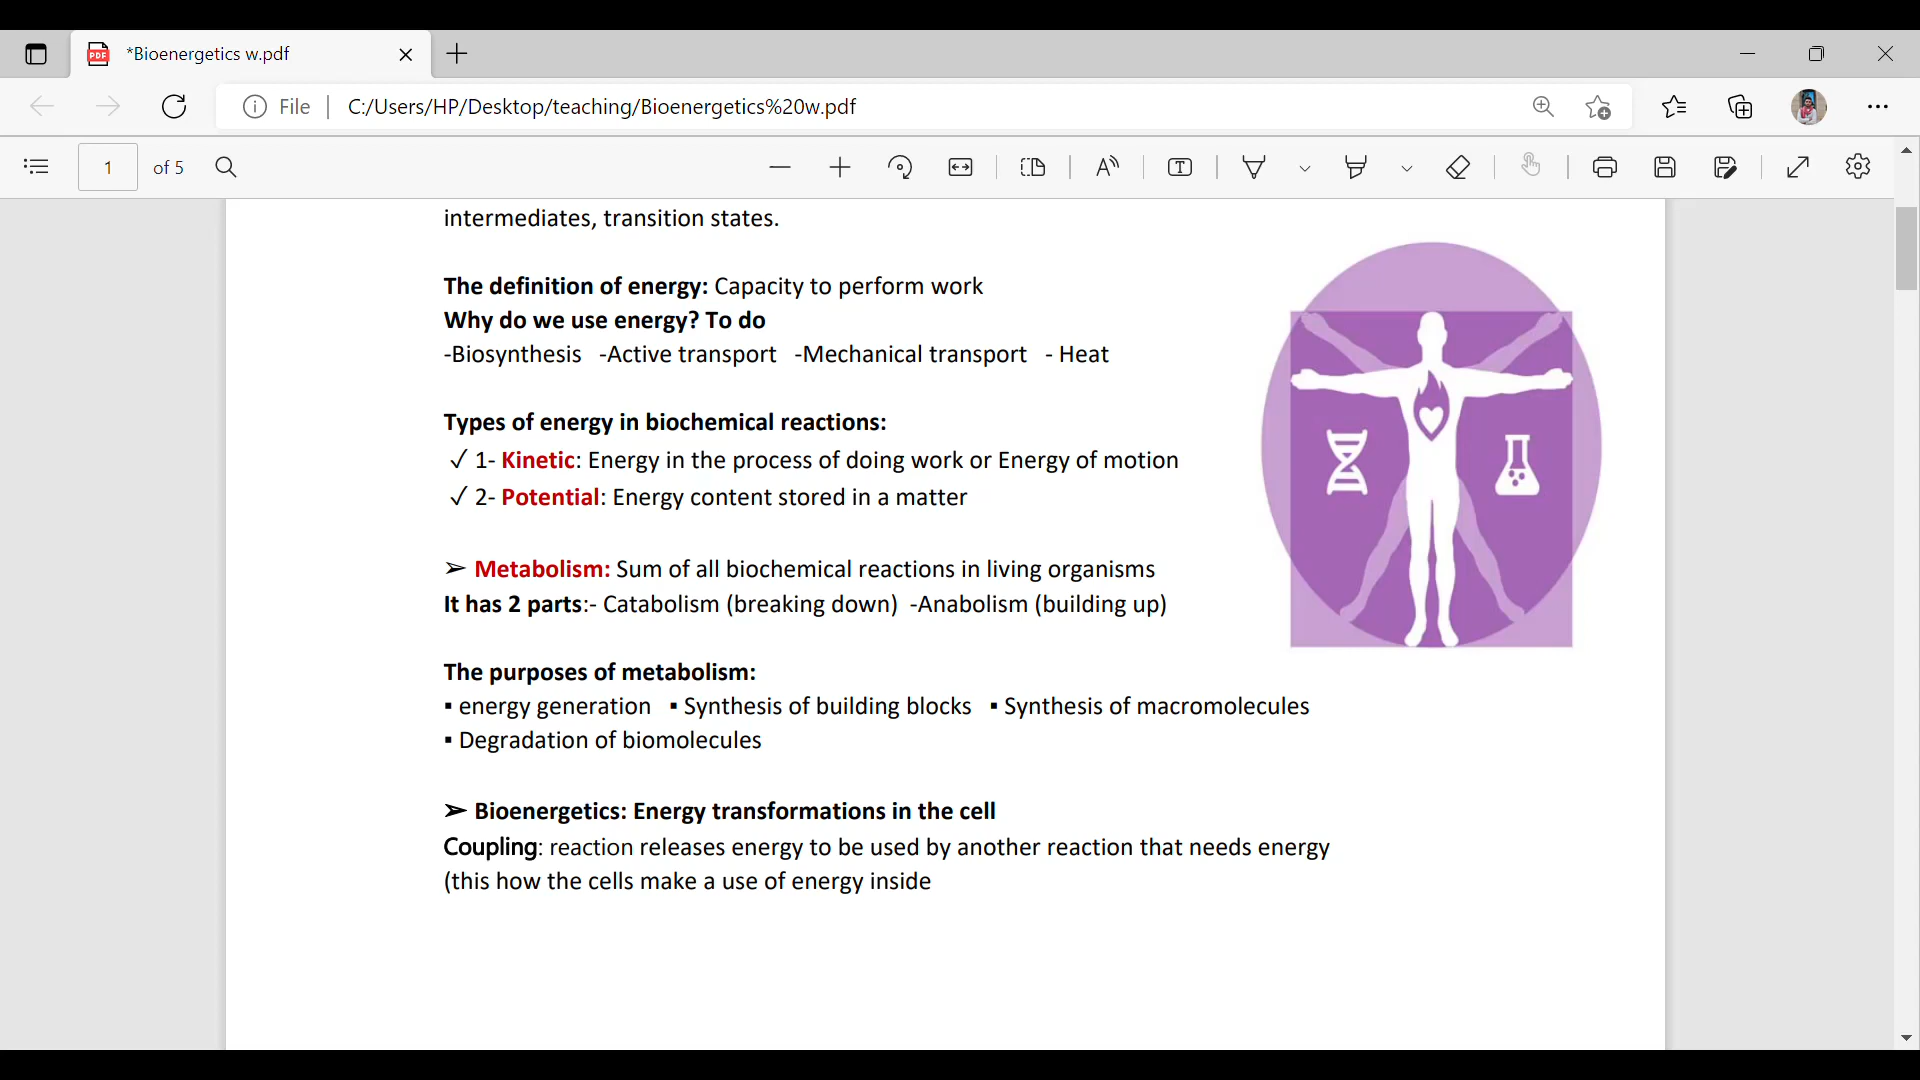 *Bioenergetics w.pdf
File | C:/Users/HP/Desktop/teaching/Bioenergetics%20w.pdf
1 of 5
intermediates, transition states.
The definition of energy: Capacity to perform work
Why do we use energy? To do
-Biosynthesis -Active transport -Mechanical transport - Heat
Types of energy in biochemical reactions:
✓ 1- Kinetic: Energy in the process of doing work or Energy of motion
✓ 2- Potential: Energy content stored in a matter
➢ Metabolism: Sum of all biochemical reactions in living organisms
It has 2 parts:- Catabolism (breaking down) -Anabolism (building up)
The purposes of metabolism:
▪ energy generation ▪ Synthesis of building blocks ▪ Synthesis of macromolecules
▪ Degradation of biomolecules
➢ Bioenergetics: Energy transformations in the cell
Coupling: reaction releases energy to be used by another reaction that needs energy
(this how the cells make a use of energy inside